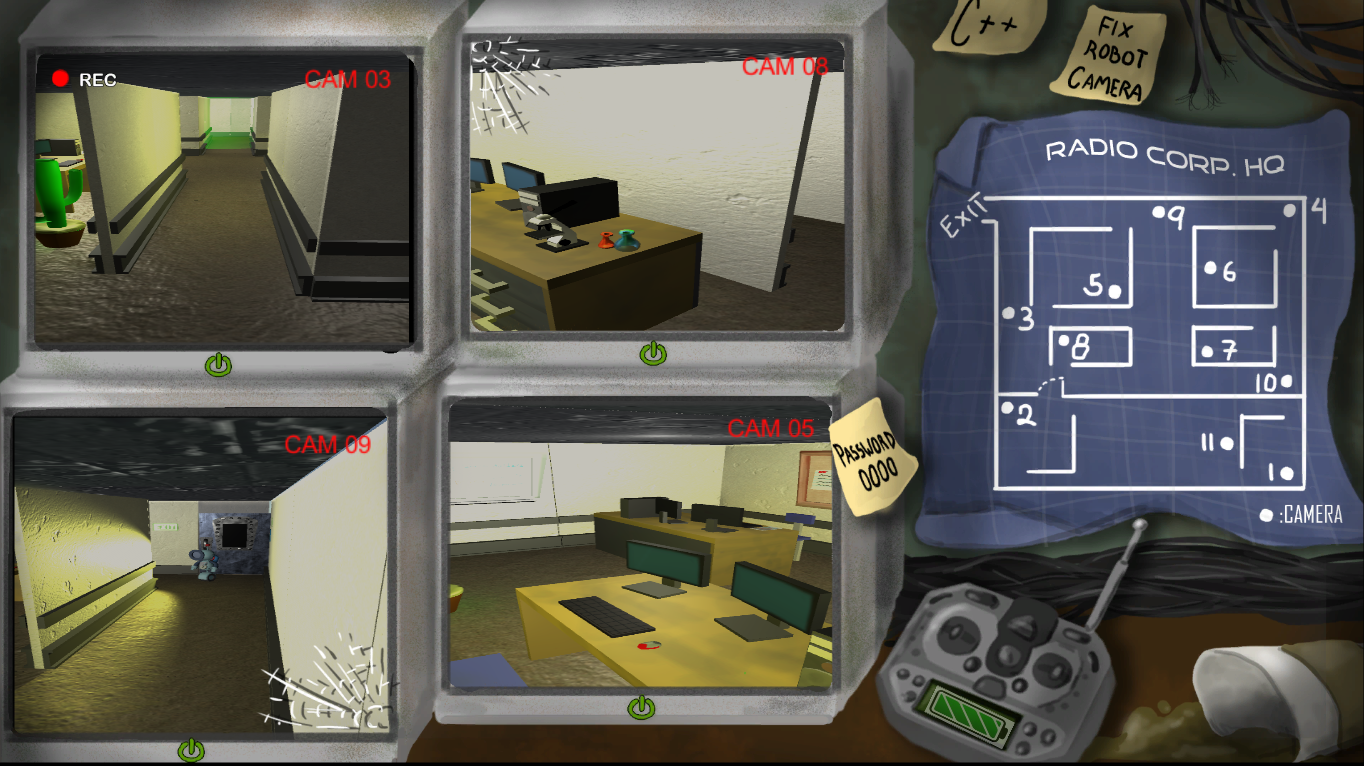 REC
CAM 03
CAM 08
CAM 09
CAM 05
PASSWORD
0000
C++
FIX
ROBOT
CAMERA
RADIO CORP. HQ
EXIT
9
4
5
6
3
8
7
10
2
11
1
:CAMERA